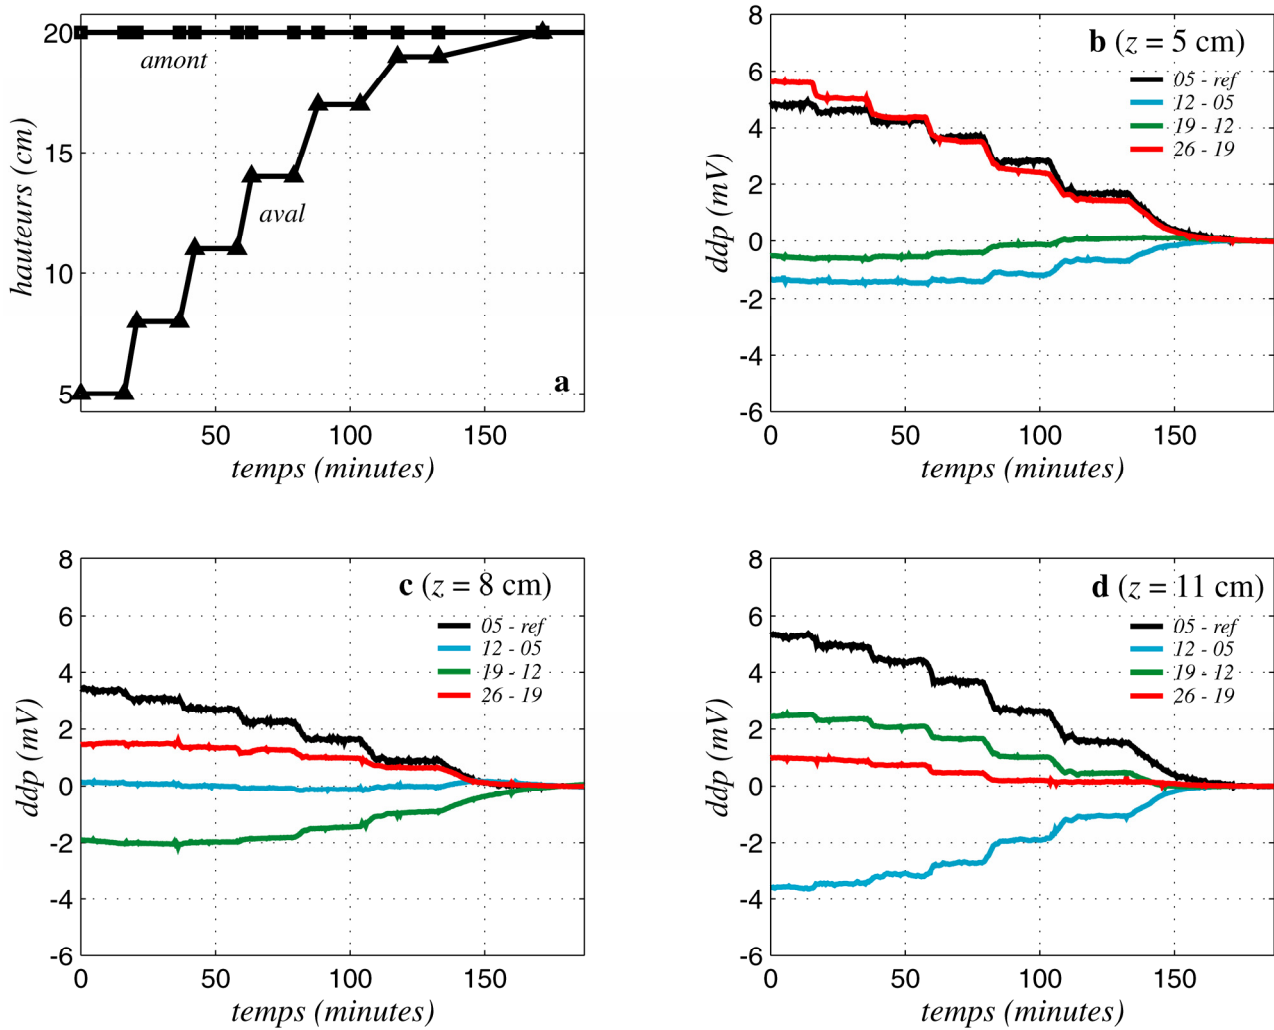 20
15
10
5
hauteurs (cm)
amont
aval
a
50
100
150
temps (minutes)
8
6
4
2
0
-2
-4
-6
ddp (mV)
b (z = 5 cm)
05 - ref
12 - 05
19 - 12
26 - 19
0
50
100
150
temps (minutes)
8
6
4
2
0
-2
-4
-6
ddp (mV)
c (z = 8 cm)
05 - ref
12 - 05
19 - 12
26 - 19
0
50
100
150
temps (minutes)
8
6
4
2
0
-2
-4
-6
ddp (mV)
d (z = 11 cm)
05 - ref
12 - 05
19 - 12
26 - 19
0
50
100
150
temps (minutes)